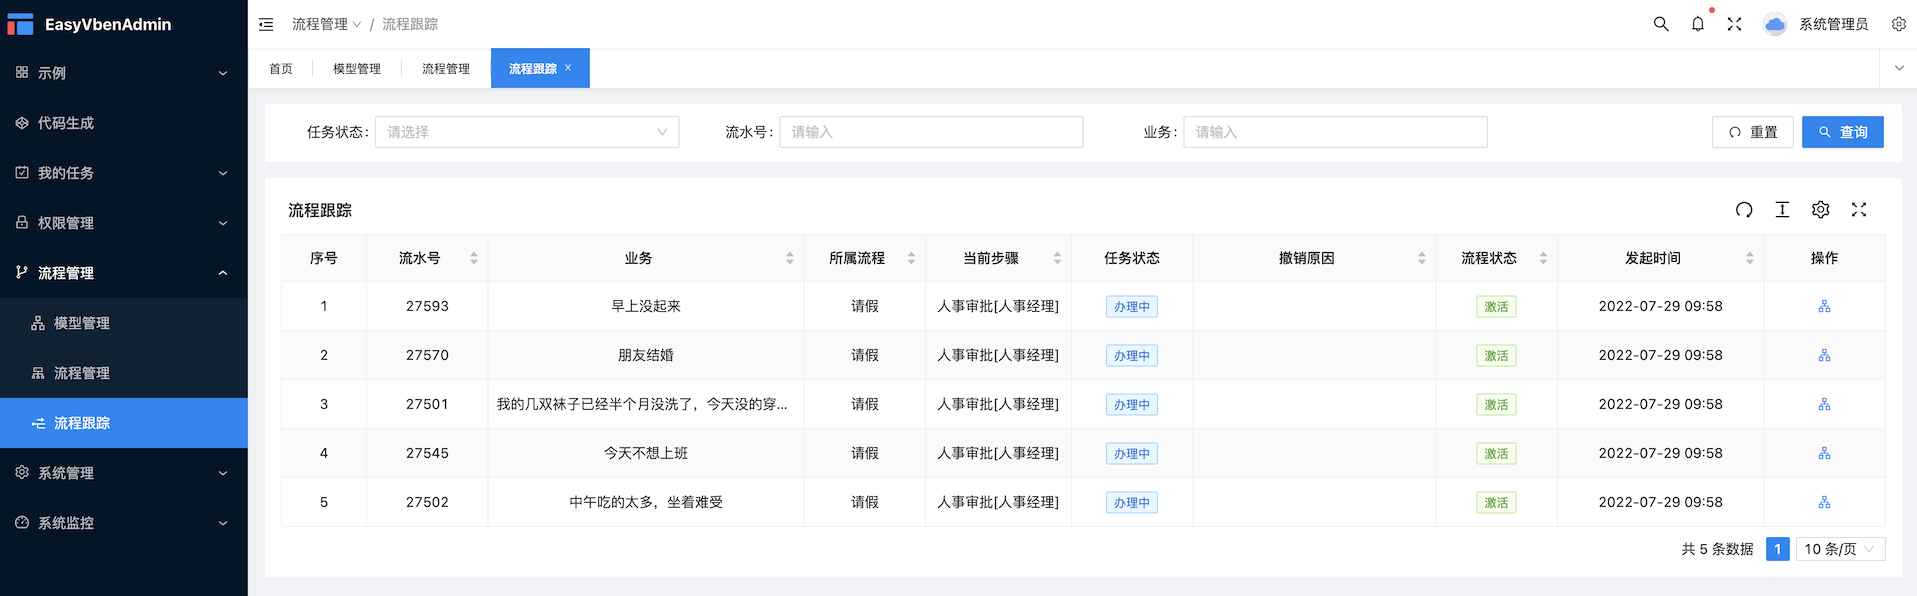 EasyVbenAdmin
示例
代码生成
我的任务
权限管理
流程管理
模型管理
流程管理
流程跟踪
系统管理
系统监控
流程管理 / 流程跟踪
系统管理员
首页 模型管理 流程管理 流程跟踪 ×
任务状态: 请选择 流水号: 请输入 业务: 请输入 重置 查询
流程跟踪
序号 流水号 业务 所属流程 当前步骤 任务状态 撤销原因 流程状态 发起时间 操作
1 27593 早上没起来 请假 人事审批[人事经理] 办理中 激活 2022-07-29 09:58
2 27570 朋友结婚 请假 人事审批[人事经理] 办理中 激活 2022-07-29 09:58
3 27501 我的几双袜子已经半个月没洗了，今天没的穿... 请假 人事审批[人事经理] 办理中 激活 2022-07-29 09:58
4 27545 今天不想上班 请假 人事审批[人事经理] 办理中 激活 2022-07-29 09:58
5 27502 中午吃的太多，坐着难受 请假 人事审批[人事经理] 办理中 激活 2022-07-29 09:58
共 5 条数据 1 10 条/页